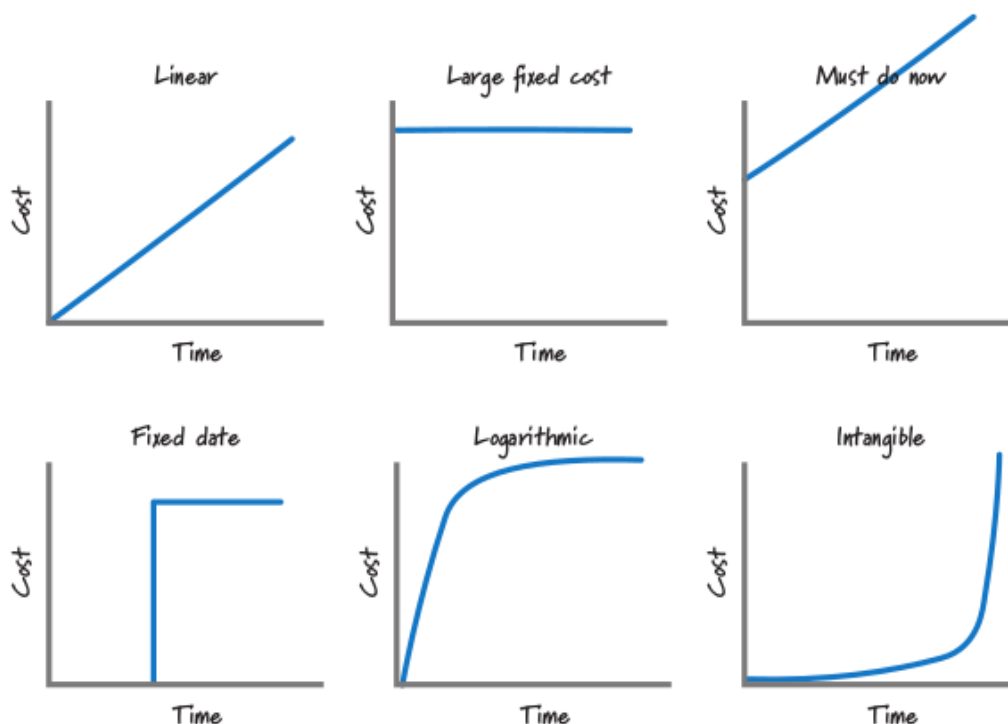 Linear
Large fixed cost
Must do now
Cost
Cost
Cost
Time
Time
Time
Fixed date
Logarithmic
Intangible
Cost
Cost
Cost
Time
Time
Time